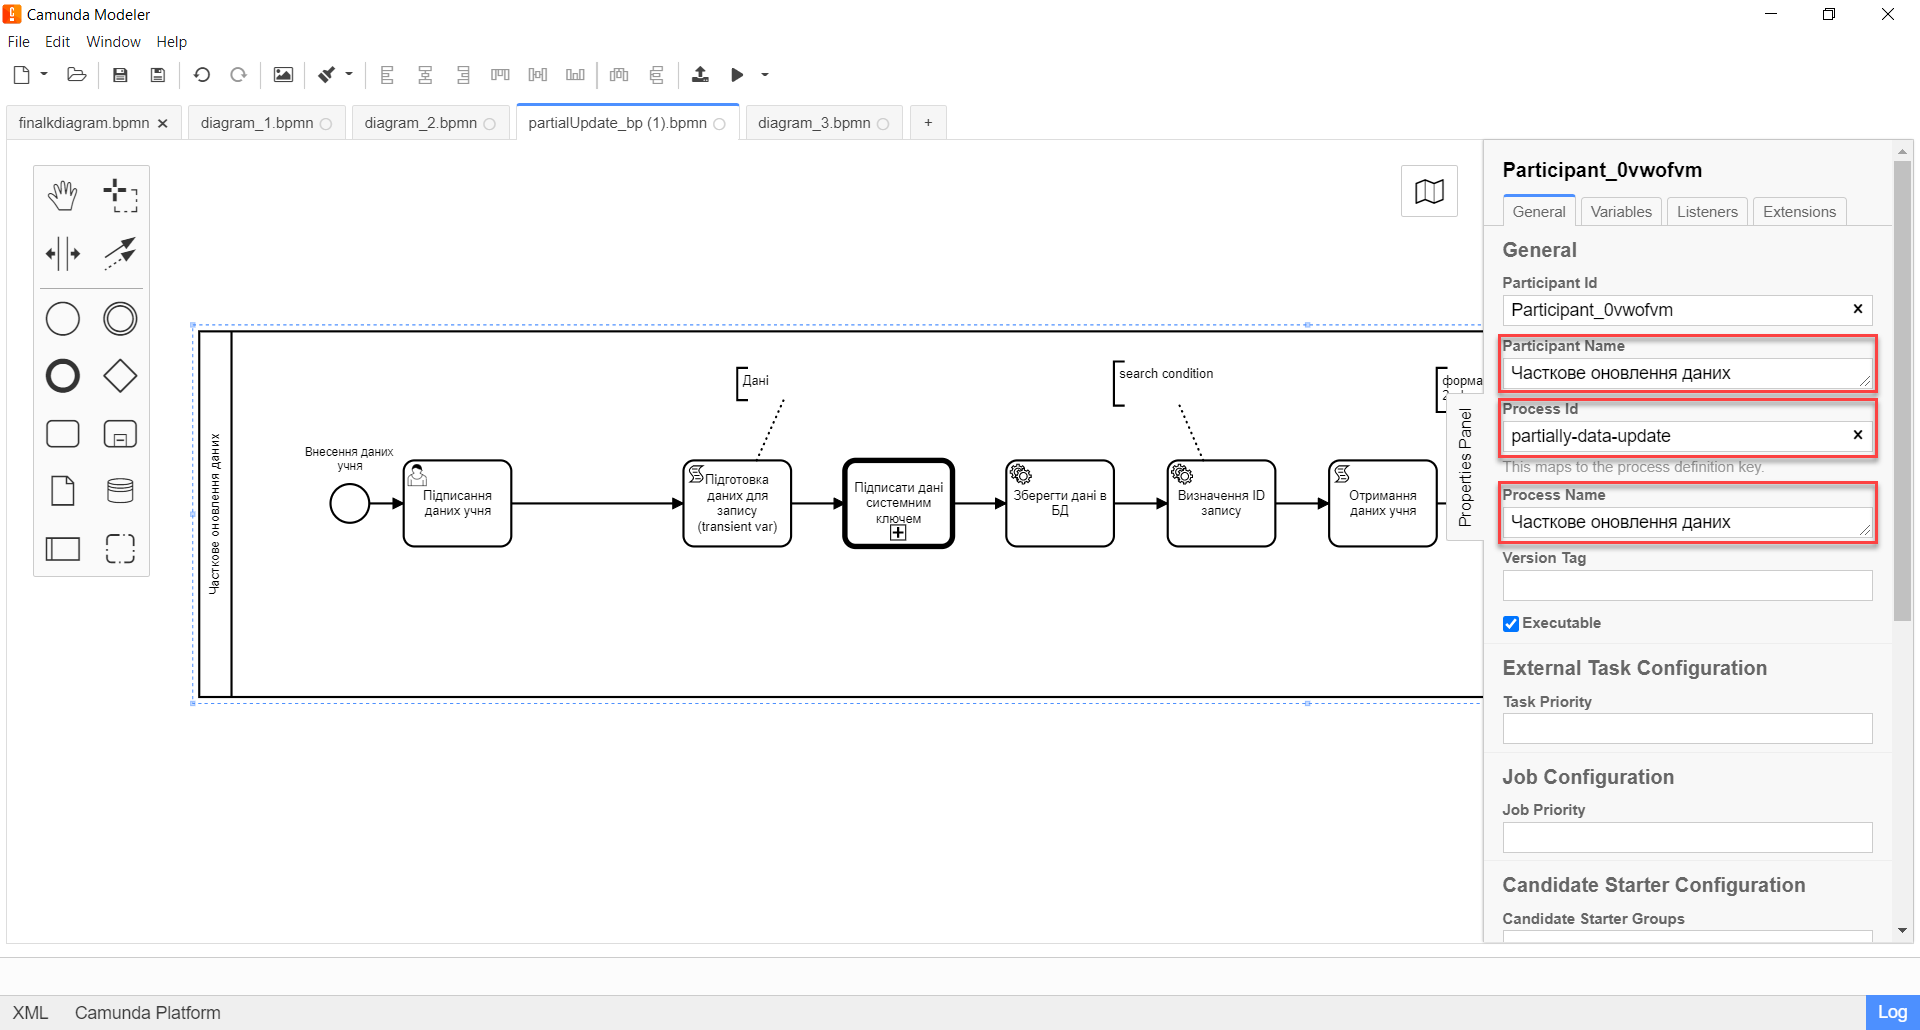 Camunda Modeler
File Edit Window Help
finalkdiagram.bpmn
diagram_1.bpmn
diagram_2.bpmn
partialUpdate_bp (1).bpmn
diagram_3.bpmn
+
Часткове оновлення даних
Внесення даних
учня
Підписання
даних учня
Дані
Підготовка
даних для
запису
(transient var)
Підписати дані
системним
ключем
Зберегти дані в
БД
search condition
Визначення ID
запису
Отримання
даних учня
форма
Properties Panel
Participant_0vwofvm
General Variables Listeners Extensions
General
Participant Id
Participant_0vwofvm
Participant Name
Часткове оновлення даних
Process Id
partially-data-update
This maps to the process definition key.
Process Name
Часткове оновлення даних
Version Tag
Executable
External Task Configuration
Task Priority
Job Configuration
Job Priority
Candidate Starter Configuration
Candidate Starter Groups
XML Camunda Platform
Log